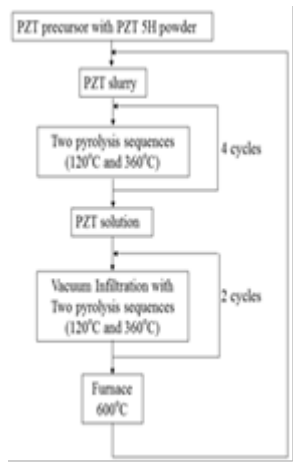 PZT precursor with PZT 5H powder
PZT slurry
Two pyrolysis sequences
(120°C and 360°C)
4 cycles
PZT solution
Vacuum Infiltration with
Two pyrolysis sequences
(120°C and 360°C)
2 cycles
Furnace
600°C